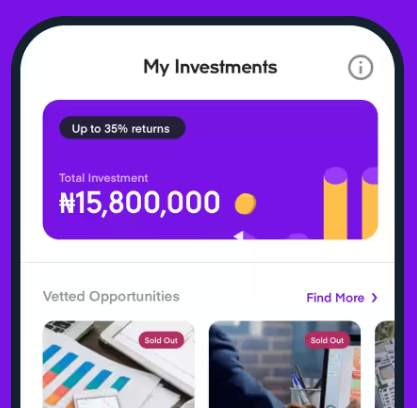 My Investments
Up to 35% returns
Total Investment
₦15,800,000
Vetted Opportunities
Find More
Sold Out
Sold Out